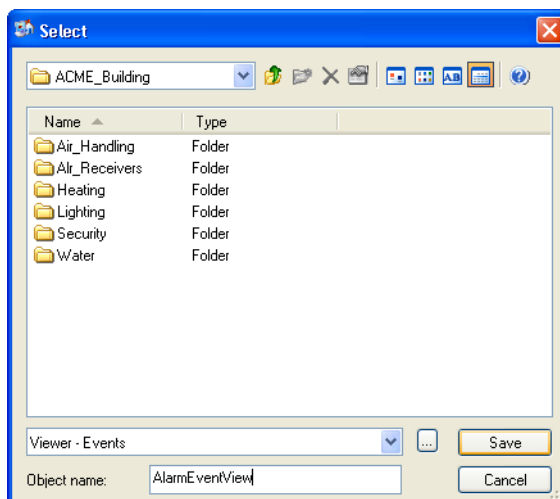 Select
ACME_Building
AB
Name Type
Air_Handling Folder
AIr_Receivers Folder
Heating Folder
Lighting Folder
Security Folder
Water Folder
Viewer - Events
... Save
Object name: AlarmEventView Cancel